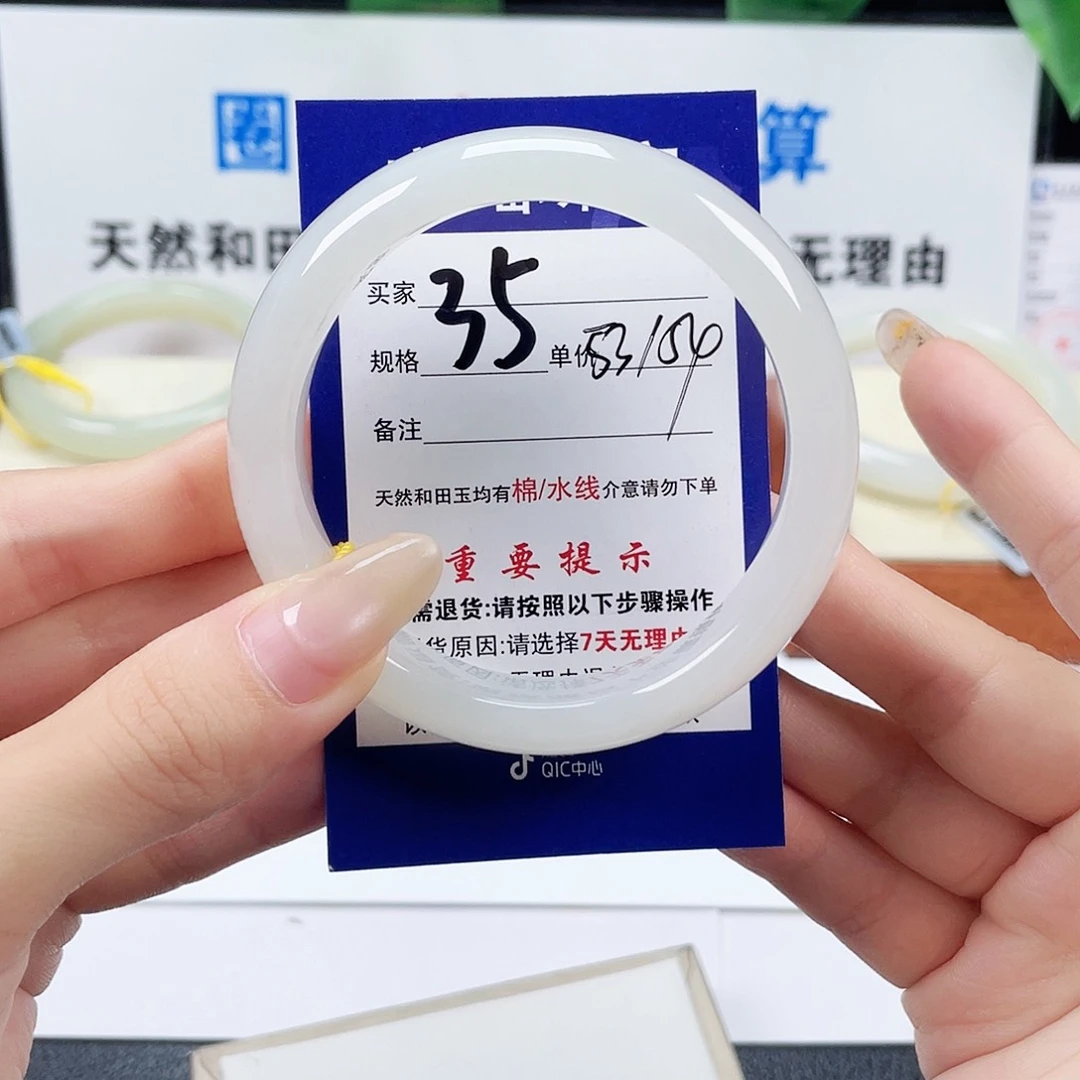 圈
算
天然和田
无理由
买家
35
规格
单价 53/154
备注
天然和田玉均有棉/水线介意请勿下单
重要提示
需退货:请按照以下步骤操作
货原因:请选择7天无理由
QIC中心